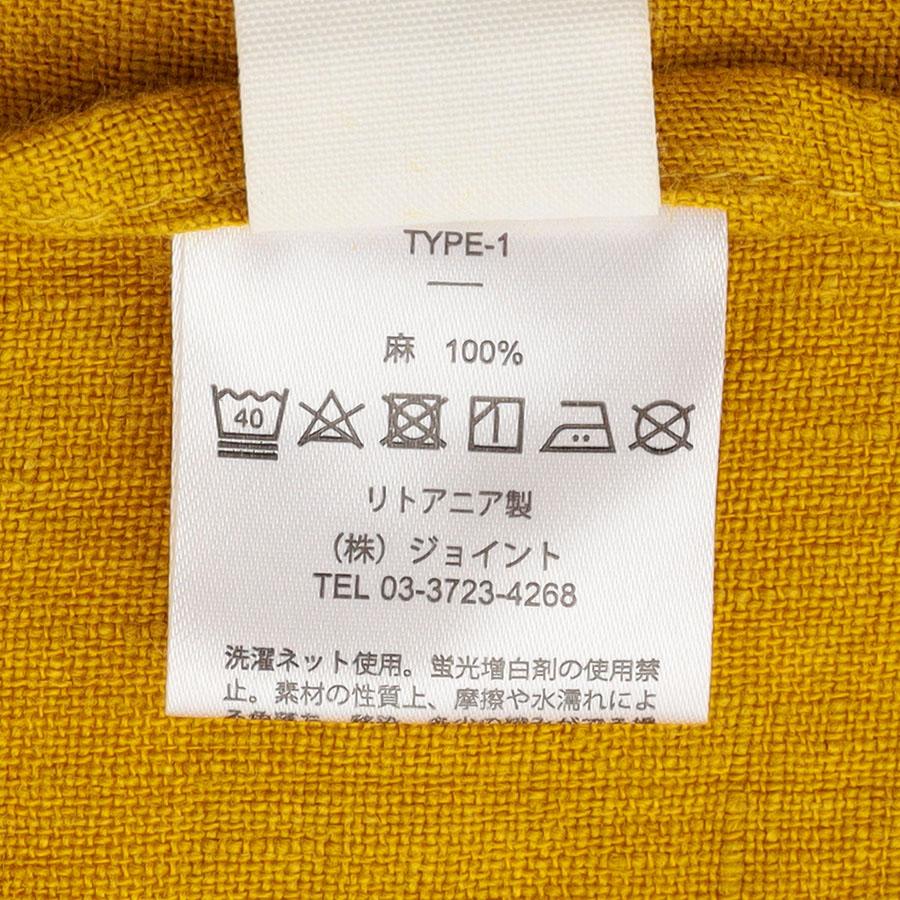 TYPE-1
麻 100%
40
リトアニア製
(株) ジョイント
TEL 03-3723-4268
洗濯ネット使用。蛍光増白剤の使用禁
止。素材の性質上、摩擦や水濡れによ